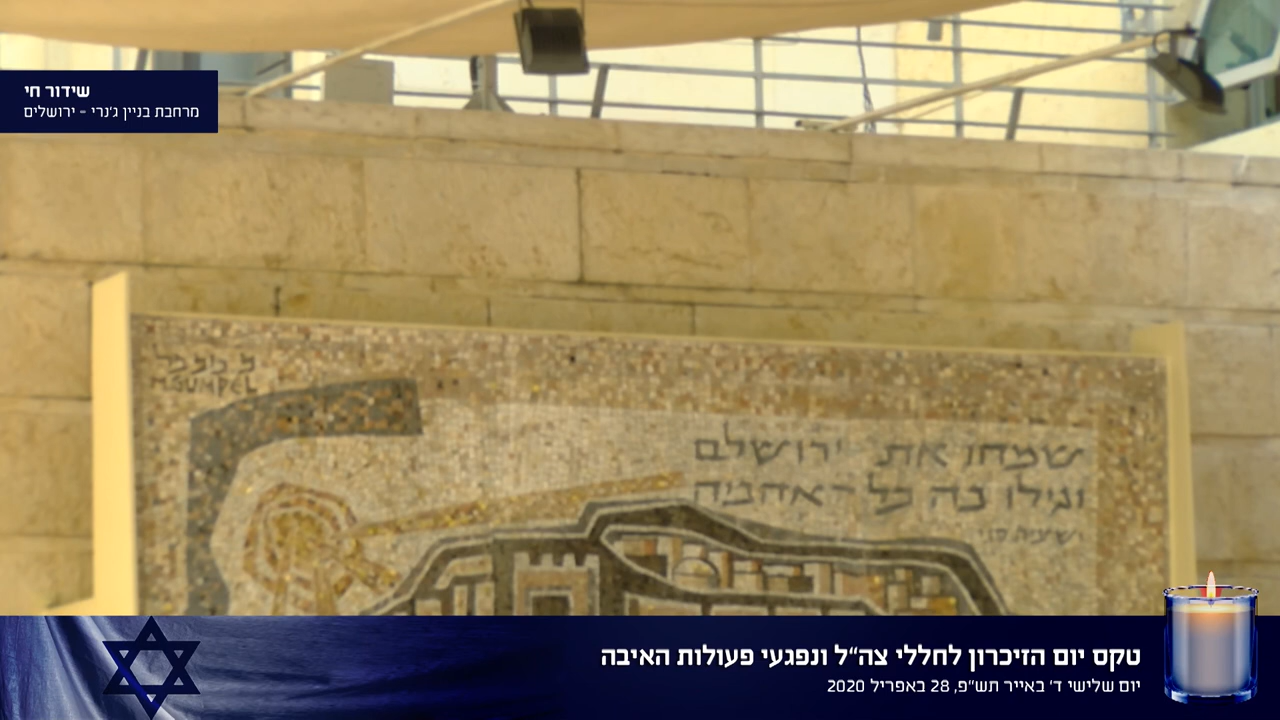 שידור חי
מרחבת בניין ג'נרי - ירושלים
M.GUMPEL
שמחו את ירושלם
וגילו בה כל אהביה
טקס יום הזיכרון לחללי צה"ל ונפגעי פעולות האיבה
יום שלישי ד' באייר תש"פ, 28 באפריל 2020